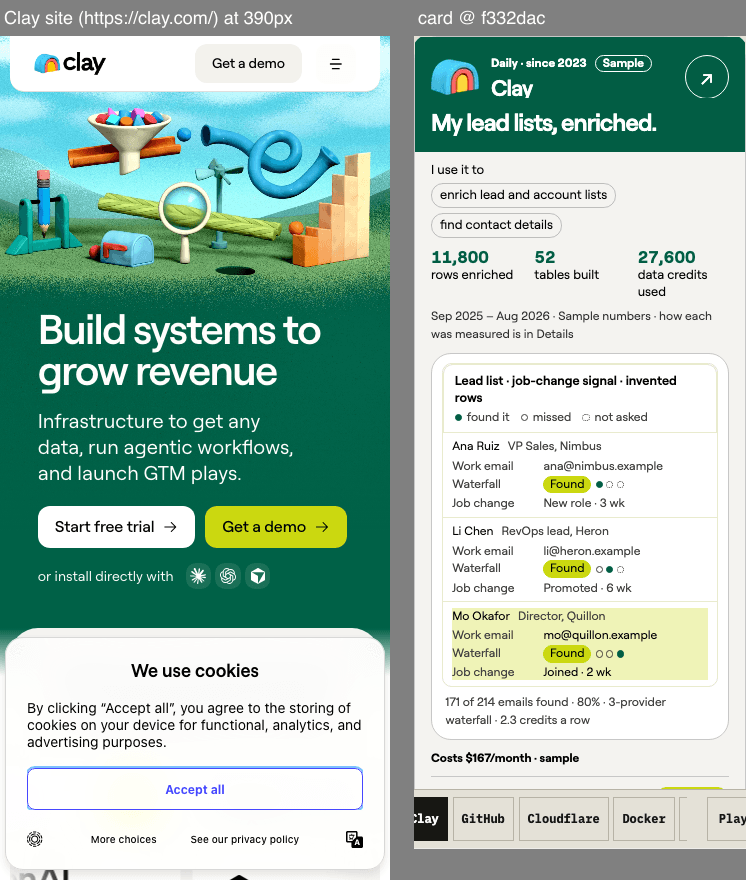 Clay site (https://clay.com/) at 390px
clay
Get a demo
Build systems to
grow revenue
Infrastructure to get any
data, run agentic workflows,
and launch GTM plays.
Start free trial →
Get a demo →
or install directly with
We use cookies
By clicking “Accept all”, you agree to the storing of
cookies on your device for functional, analytics, and
advertising purposes.
Accept all
More choices
See our privacy policy
card @ f332dac
Daily · since 2023
Sample
Clay
My lead lists, enriched.
I use it to
enrich lead and account lists
find contact details
11,800
rows enriched
52
tables built
27,600
data credits
used
Sep 2025 – Aug 2026 · Sample numbers · how each
was measured is in Details
Lead list · job-change signal · invented
rows
found it
missed
not asked
Ana Ruiz VP Sales, Nimbus
Work email ana@nimbus.example
Waterfall Found
Job change New role · 3 wk
Li Chen RevOps lead, Heron
Work email li@heron.example
Waterfall Found
Job change Promoted · 6 wk
Mo Okafor Director, Quillon
Work email mo@quillon.example
Waterfall Found
Job change Joined · 2 wk
171 of 214 emails found · 80% · 3-provider
waterfall · 2.3 credits a row
Costs $167/month · sample
Clay
GitHub
Cloudflare
Docker
Play